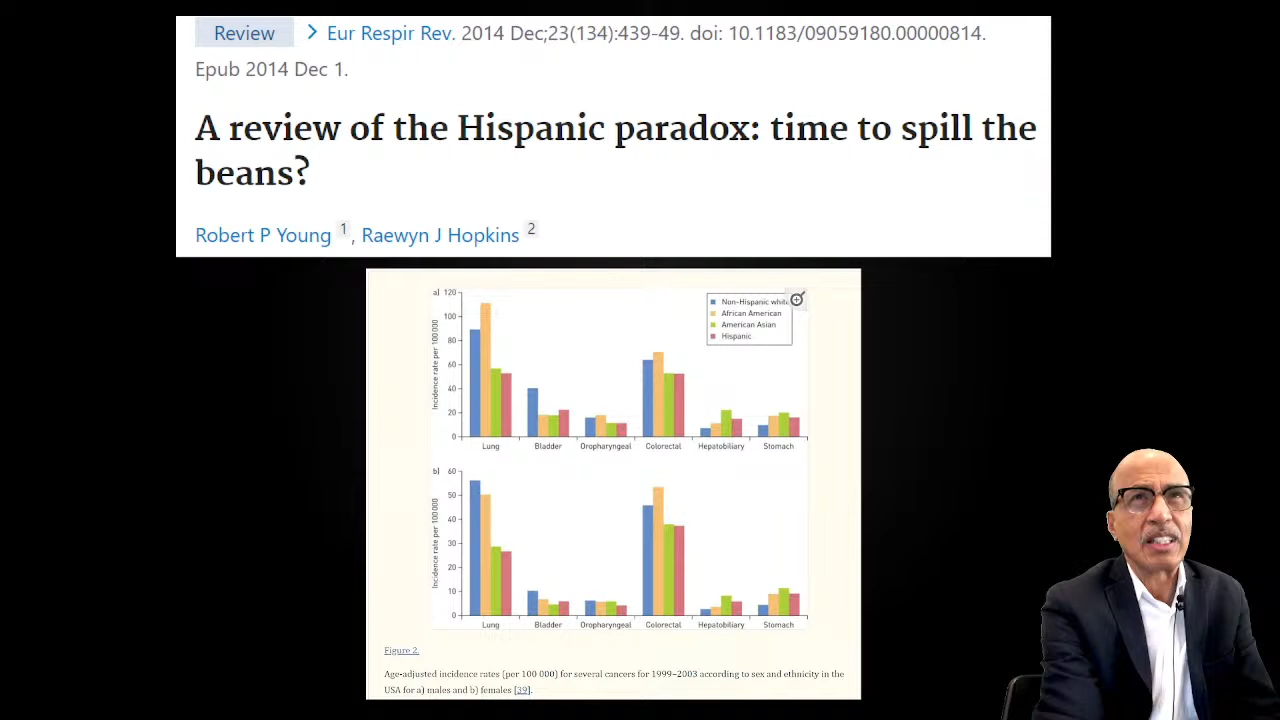 Review > Eur Respir Rev. 2014 Dec;23(134):439-49. doi: 10.1183/09059180.00000814.
Epub 2014 Dec 1.
A review of the Hispanic paradox: time to spill the
beans?
Robert P Young 1, Raewyn J Hopkins 2
a)
120
100
80
60
40
20
0
Incidence rate per 100 000
Non-Hispanic white
African American
American Asian
Hispanic
Lung Bladder Oropharyngeal Colorectal Hepatobiliary Stomach
b)
60
50
40
30
20
10
0
Incidence rate per 100 000
Lung Bladder Oropharyngeal Colorectal Hepatobiliary Stomach
Figure 2.
Age-adjusted incidence rates (per 100 000) for several cancers for 1999–2003 according to sex and ethnicity in the
USA for a) males and b) females [39].